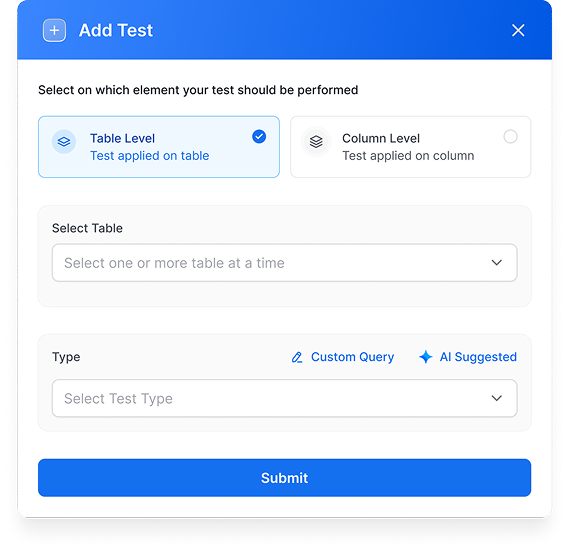 Add Test
Select on which element your test should be performed
Table Level
Test applied on table
Column Level
Test applied on column
Select Table
Select one or more table at a time
Type
Custom Query
AI Suggested
Select Test Type
Submit